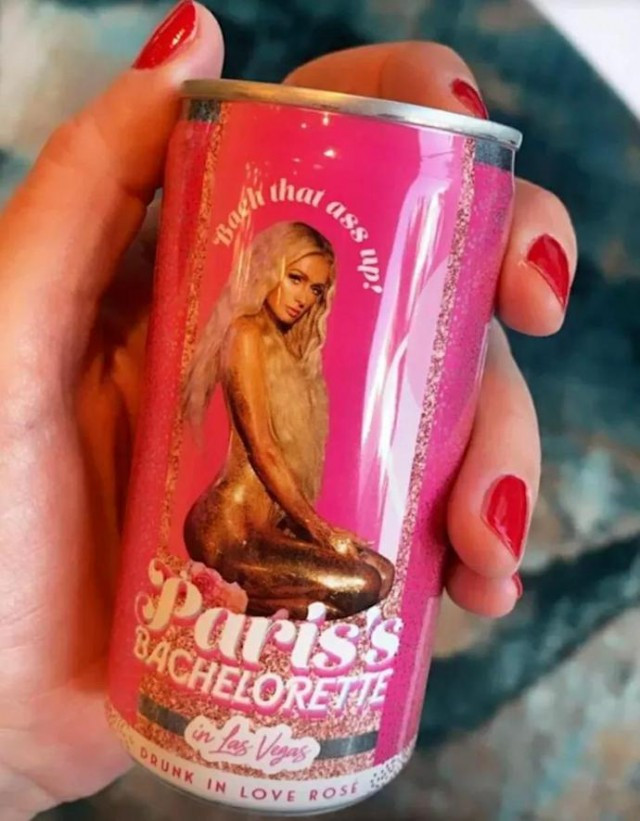 "Bach that ass up!
Paris's
BACHELORETTE
in Las Vegas
DRUNK IN LOVE ROSÉ